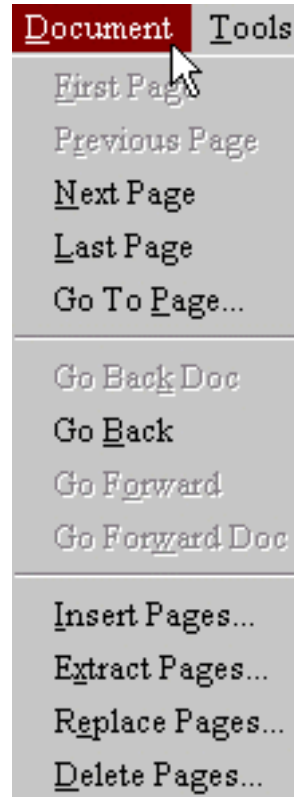 Document Tools
First Page
Previous Page
Next Page
Last Page
Go To Page...
Go Back Doc
Go Back
Go Forward
Go Forward Doc
Insert Pages...
Extract Pages...
Replace Pages...
Delete Pages...